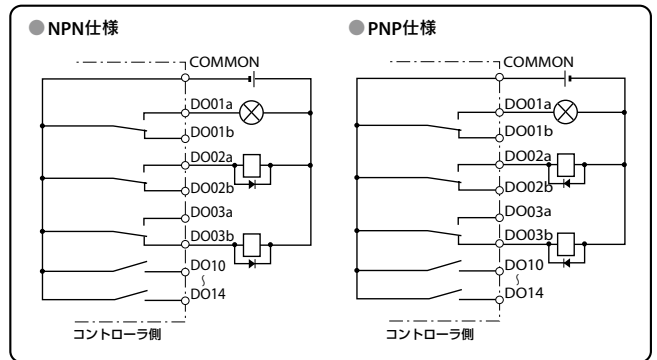 ●NPN仕様
COMMON
DO01a
DO01b
DO02a
DO02b
DO03a
DO03b
DO10
～
DO14
コントローラ側
●PNP仕様
COMMON
DO01a
DO01b
DO02a
DO02b
DO03a
DO03b
DO10
～
DO14
コントローラ側